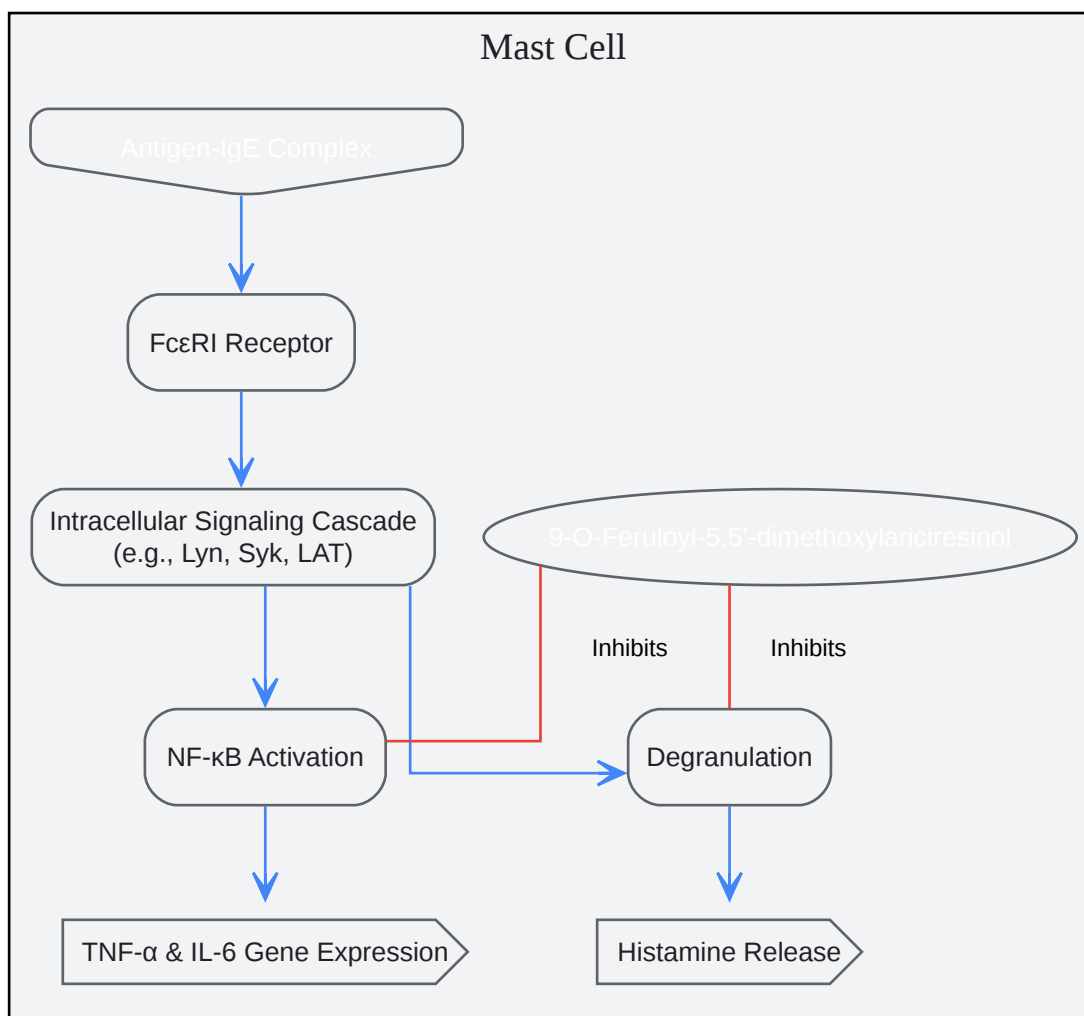 Mast Cell
Antigen-IgE Complex
FcεRI Receptor
Intracellular Signaling Cascade
(e.g., Lyn, Syk, LAT)
9-O-Feruloyl-5,5'-dimethoxylariciresinol
Inhibits
Inhibits
NF-κB Activation
Degranulation
TNF-α & IL-6 Gene Expression
Histamine Release